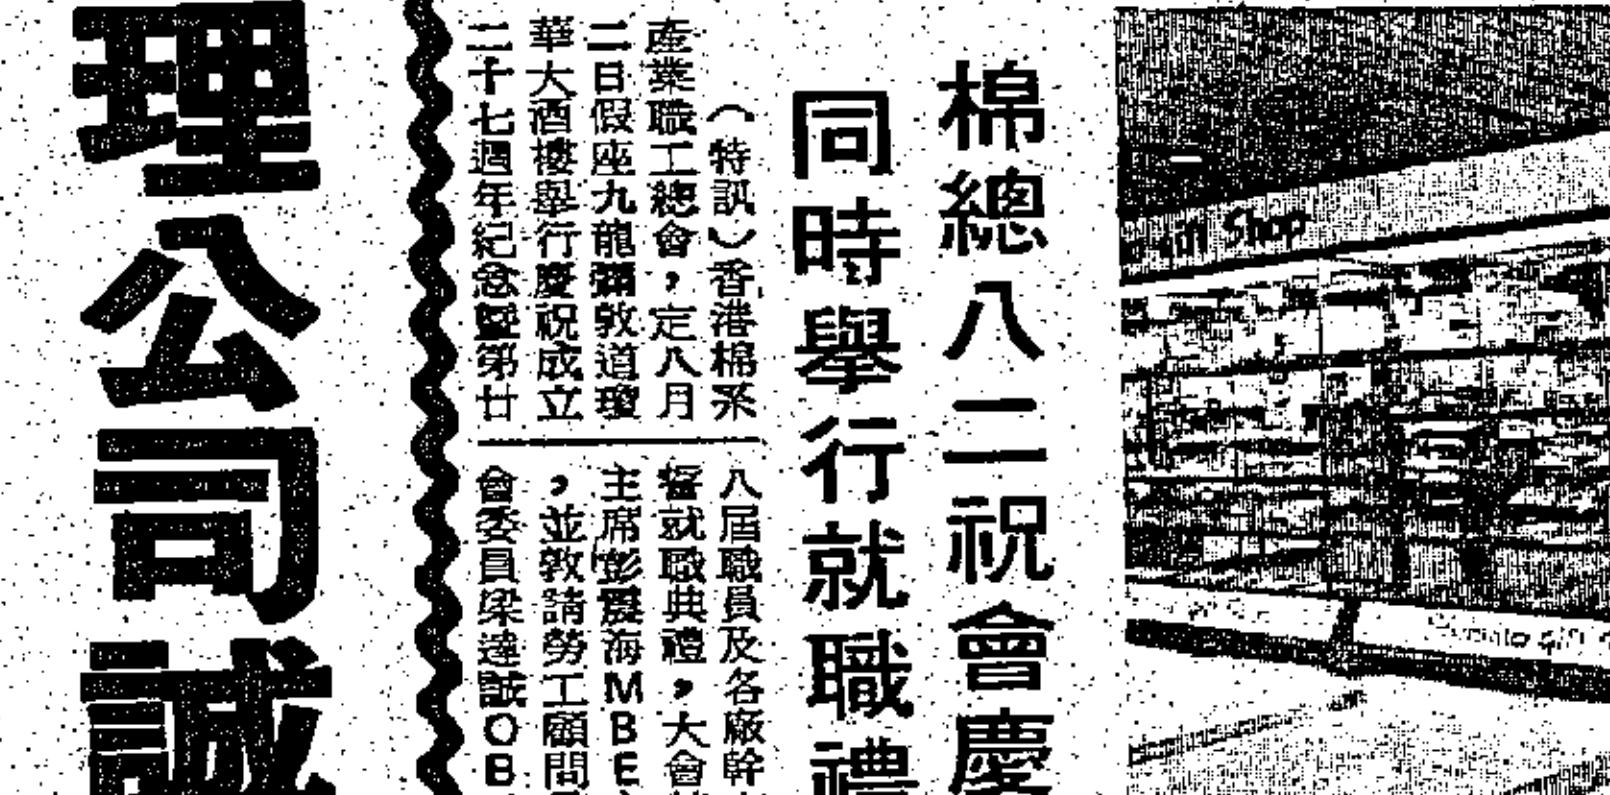 Shop
棉總八二祝會慶
同時舉行就職禮
（特訊）香港棉系
產業職工總會，定八月
二日假座九龍彌敦道瓊
華大酒樓舉行慶祝成立
二十七週年紀念暨第廿
八屆職員及各廠幹
就職典禮，大會
主席彭震海MBE
，並敦請勞工顧問
會委員梁達誠OB
理公司誠